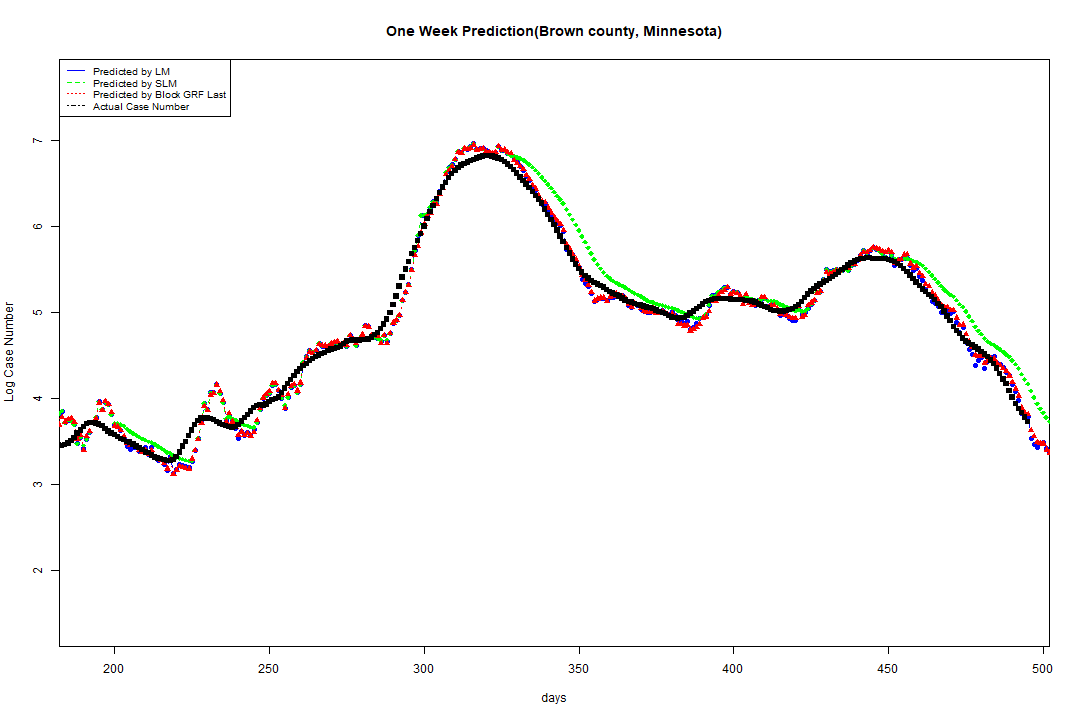 One Week Prediction(Brown county, Minnesota)
Predicted by LM
Predicted by SLM
Predicted by Block GRF Last
Actual Case Number
Log Case Number
7
6
5
4
3
2
200 250 300 350 400 450 500
days